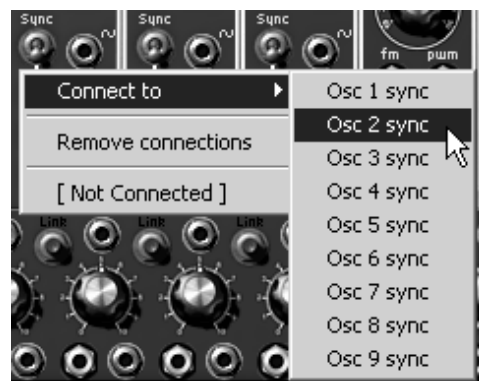 Sync Sync Sync
fm pwm
Connect to
Remove connections
[ Not Connected ]
Osc 1 sync
Osc 2 sync
Osc 3 sync
Osc 4 sync
Osc 5 sync
Osc 6 sync
Osc 7 sync
Osc 8 sync
Osc 9 sync
Link Link Link